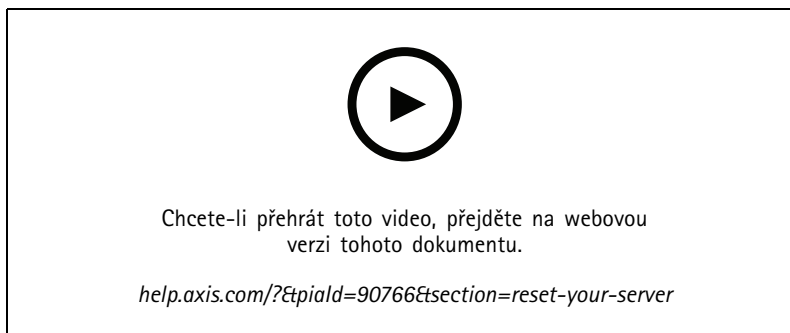 Chcete-li přehrát toto video, přejděte na webovou
verzi tohoto dokumentu.
help.axis.com/?&piaId=90766&section=reset-your-server